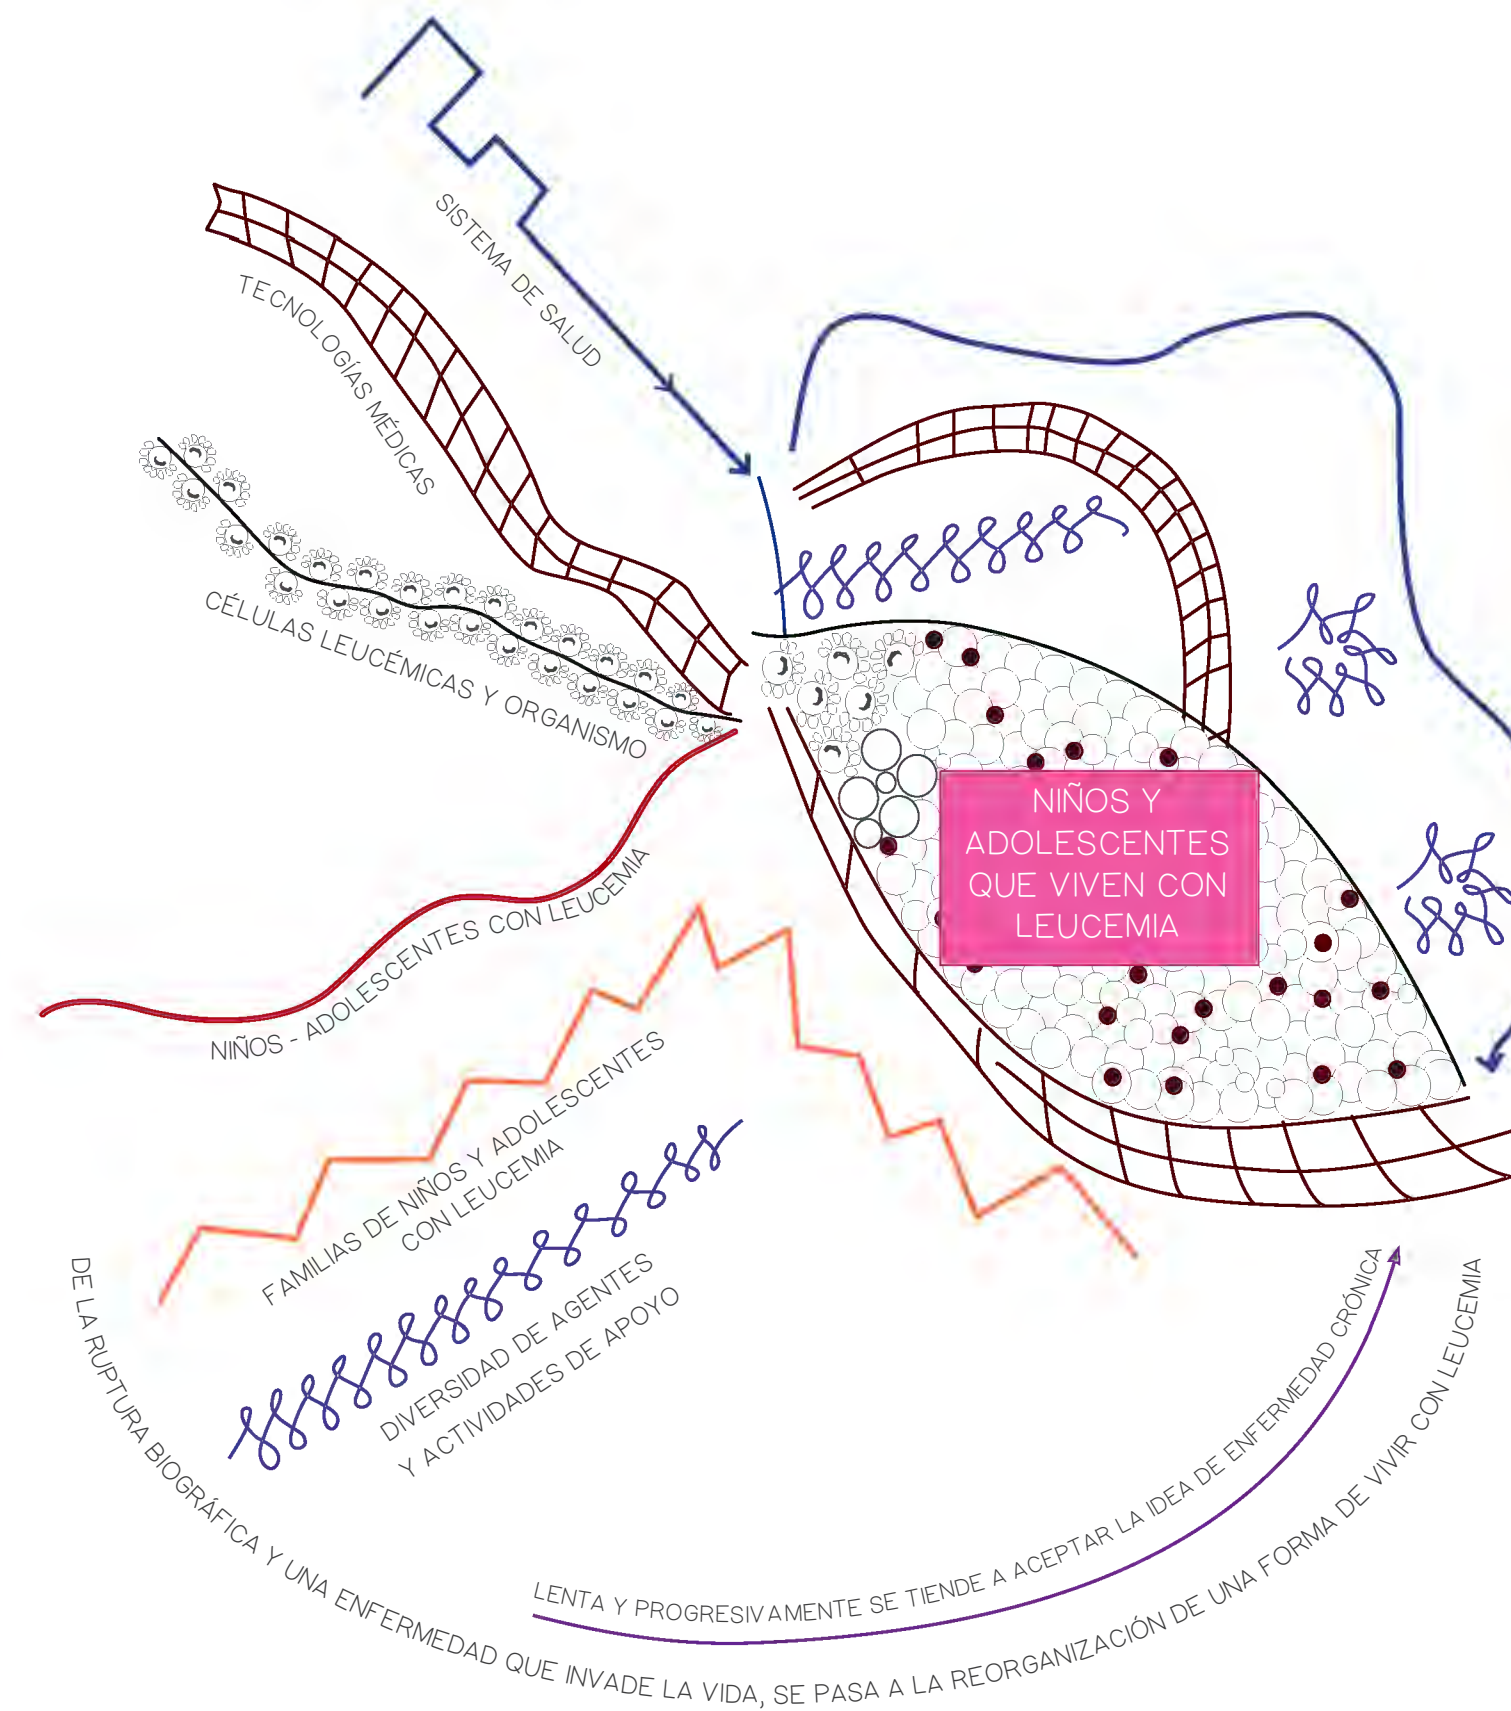 SISTEMA DE SALUD
TECNOLOGÍAS MÉDICAS
CÉLULAS LEUCÉMICAS Y ORGANISMO
NIÑOS Y
ADOLESCENTES
QUE VIVEN CON
LEUCEMIA
NIÑOS - ADOLESCENTES CON LEUCEMIA
FAMILIAS DE NIÑOS Y ADOLESCENTES
CON LEUCEMIA
DIVERSIDAD DE AGENTES
Y ACTIVIDADES DE APOYO
LENTA Y PROGRESIVAMENTE SE TIENDE A ACEPTAR LA IDEA DE ENFERMEDAD CRÓNICA
DE LA RUPTURA BIOGRÁFICA Y UNA ENFERMEDAD QUE INVADE LA VIDA, SE PASA A LA REORGANIZACIÓN DE UNA FORMA DE VIVIR CON LEUCEMIA